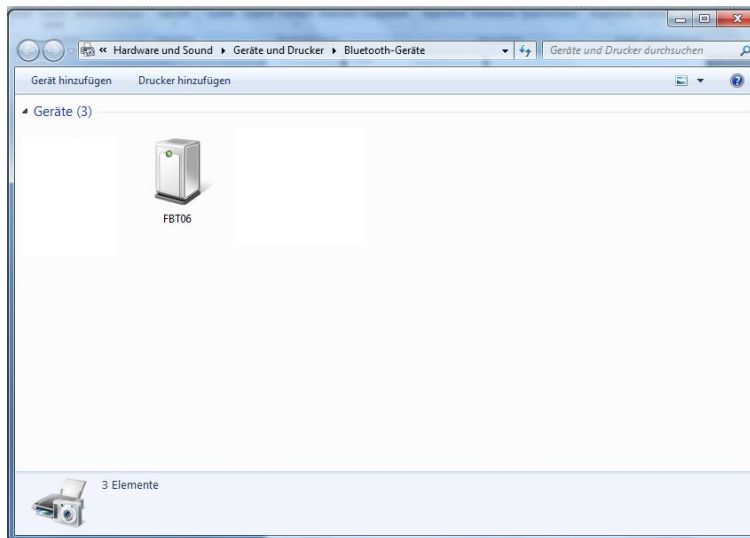 « Hardware und Sound ▸ Geräte und Drucker ▸ Bluetooth-Geräte
Geräte und Drucker durchsuchen
Gerät hinzufügen Drucker hinzufügen
Geräte (3)
FBT06
3 Elemente